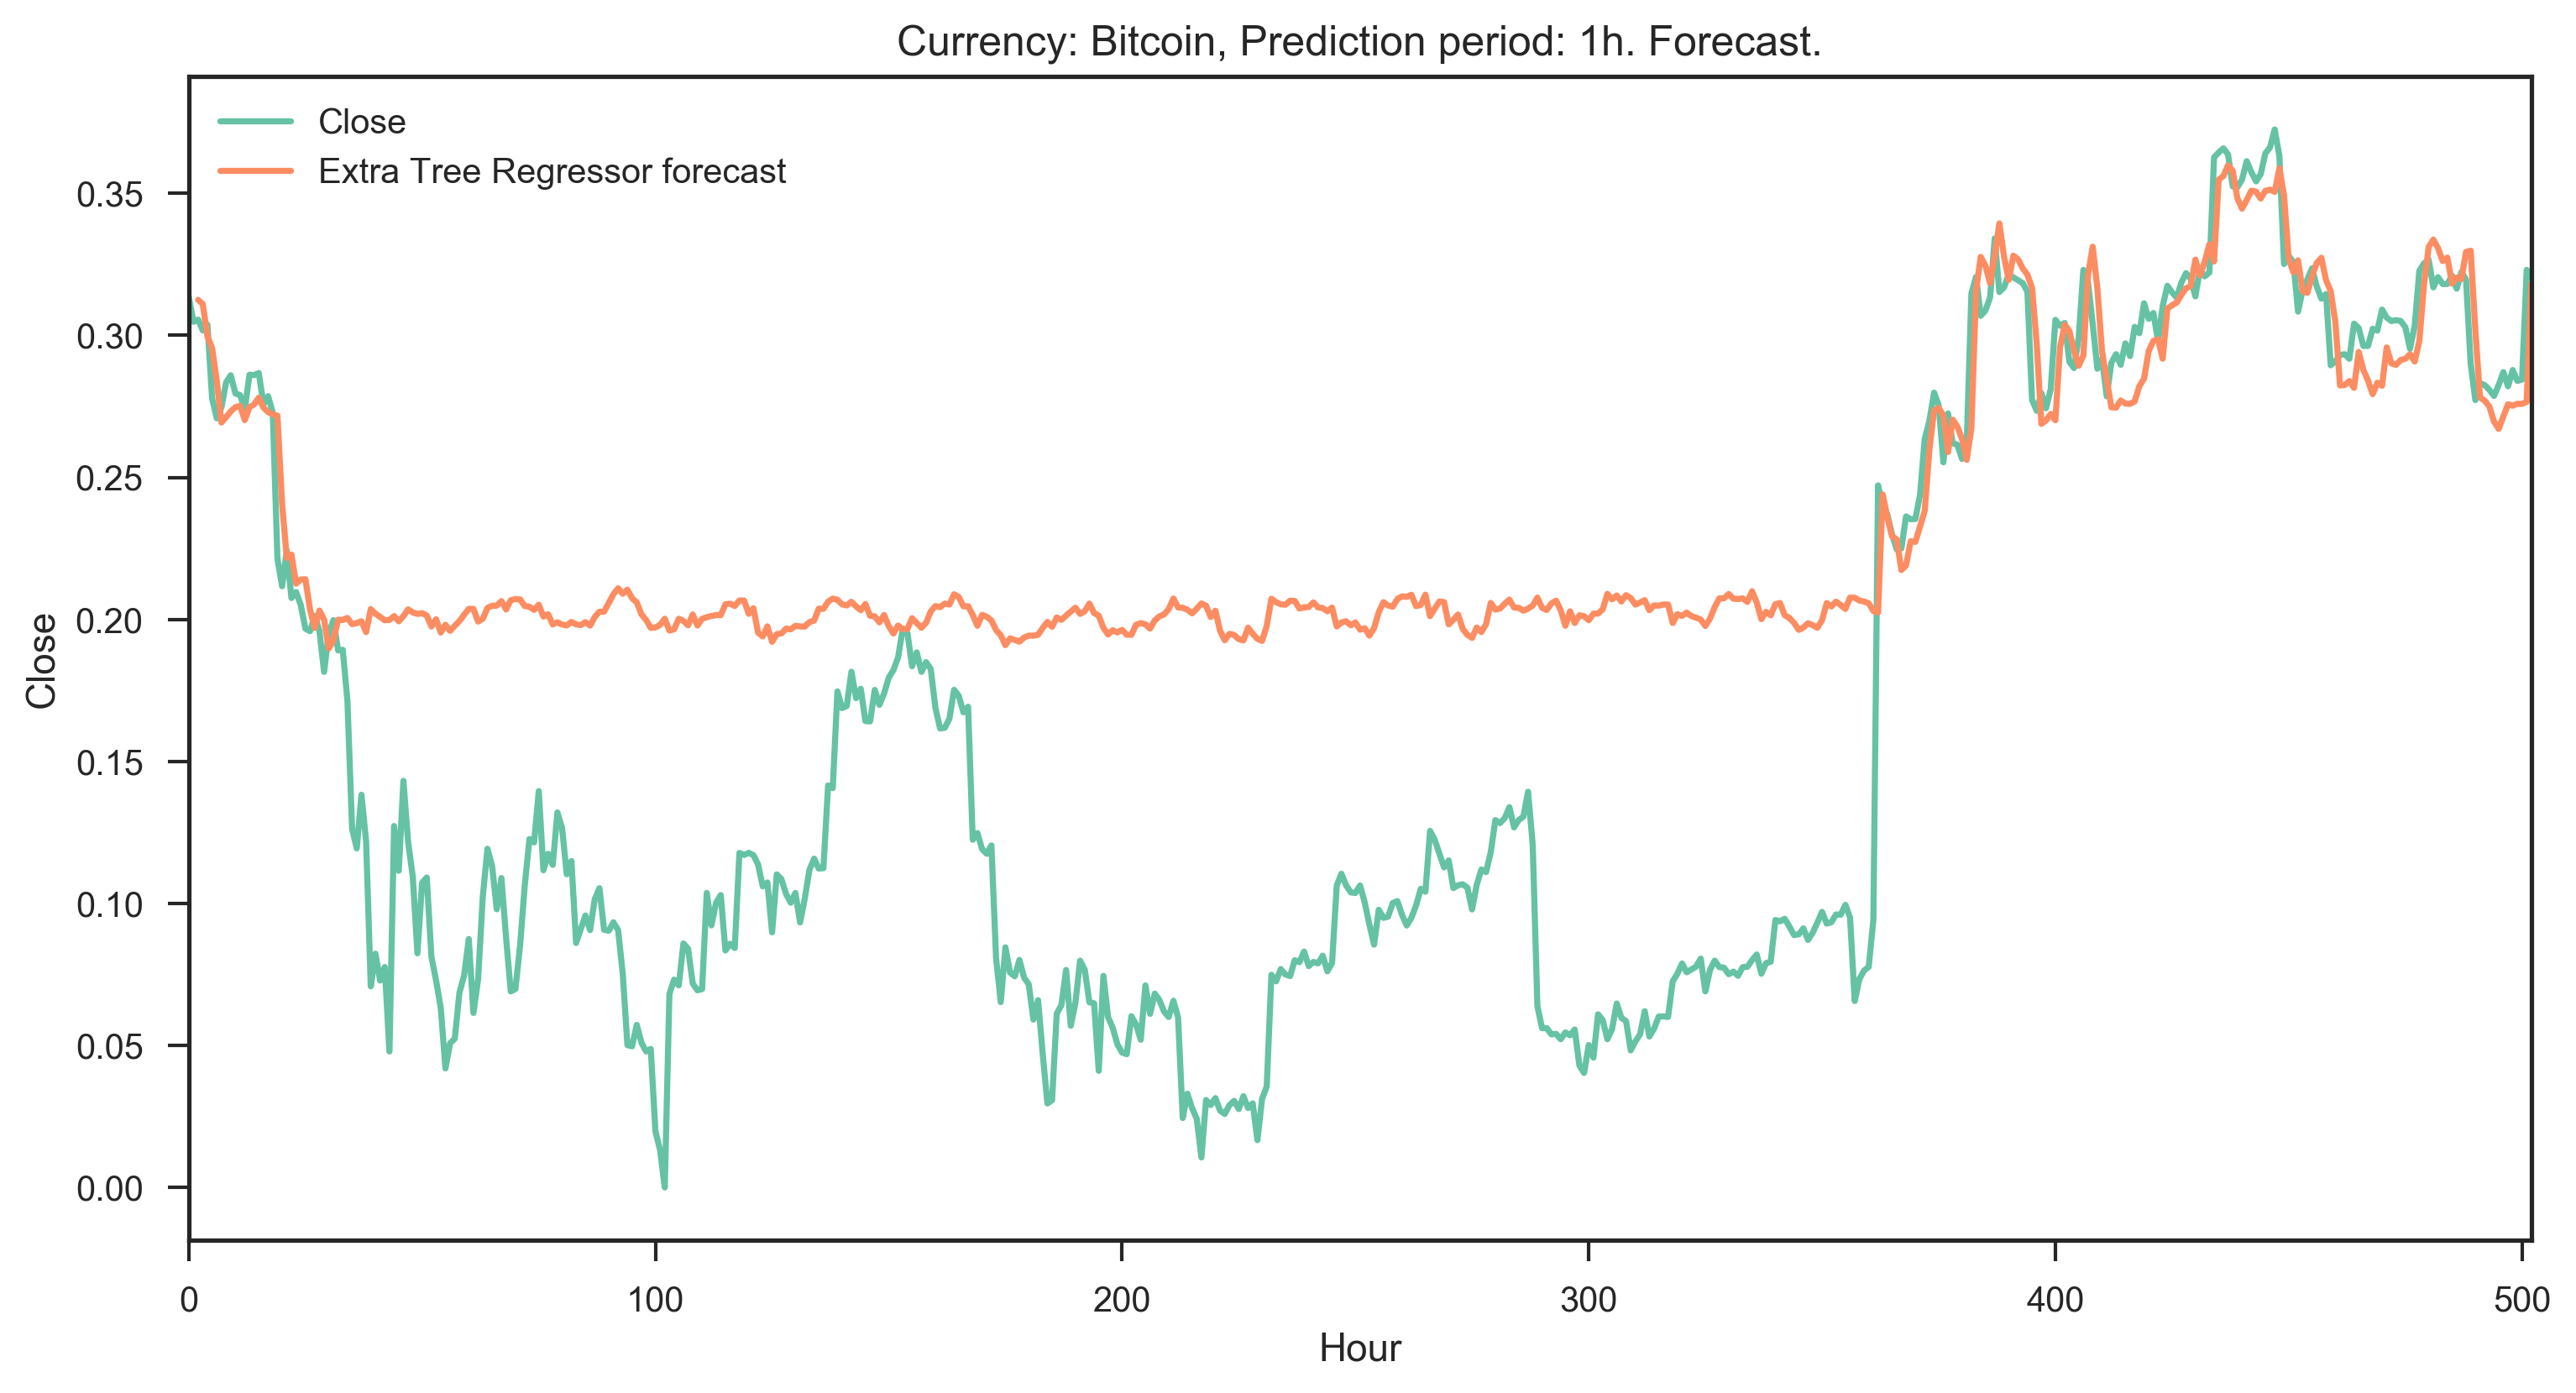 Currency: Bitcoin, Prediction period: 1h. Forecast.
Close
Extra Tree Regressor forecast
0.35
0.30
0.25
0.20
0.15
0.10
0.05
0.00
Close
0 100 200 300 400 500
Hour